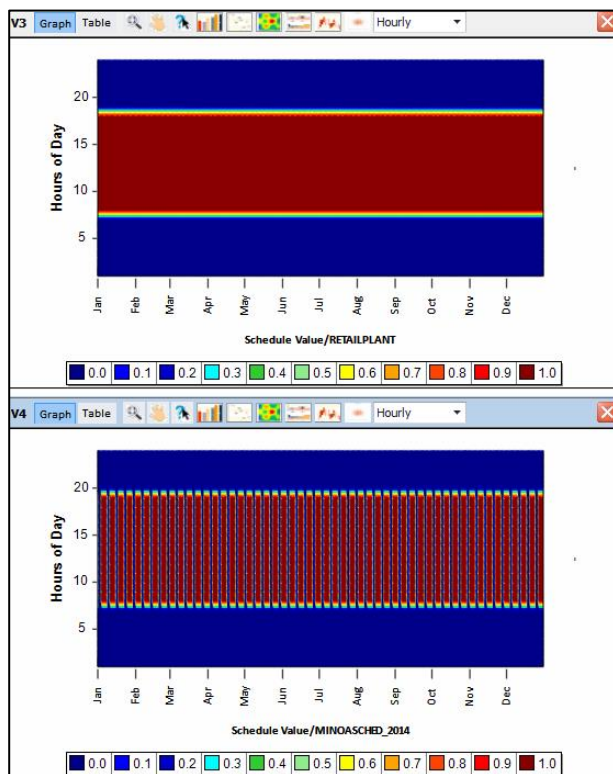 V3 Graph Table Hourly
20
15
10
5
Hours of Day
Jan Feb Mar Apr May Jun Jul Aug Sep Oct Nov Dec
Schedule Value/RETAILPLANT
0.0 0.1 0.2 0.3 0.4 0.5 0.6 0.7 0.8 0.9 1.0
V4 Graph Table Hourly
20
15
10
5
Hours of Day
Jan Feb Mar Apr May Jun Jul Aug Sep Oct Nov Dec
Schedule Value/MINOASCHED_2014
0.0 0.1 0.2 0.3 0.4 0.5 0.6 0.7 0.8 0.9 1.0